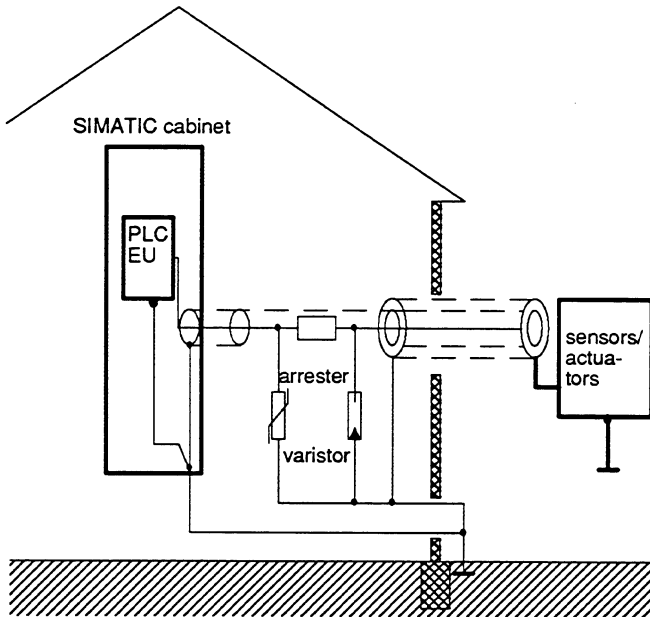 SIMATIC cabinet
PLC
EU
sensors/
actua-
tors
arrester
varistor